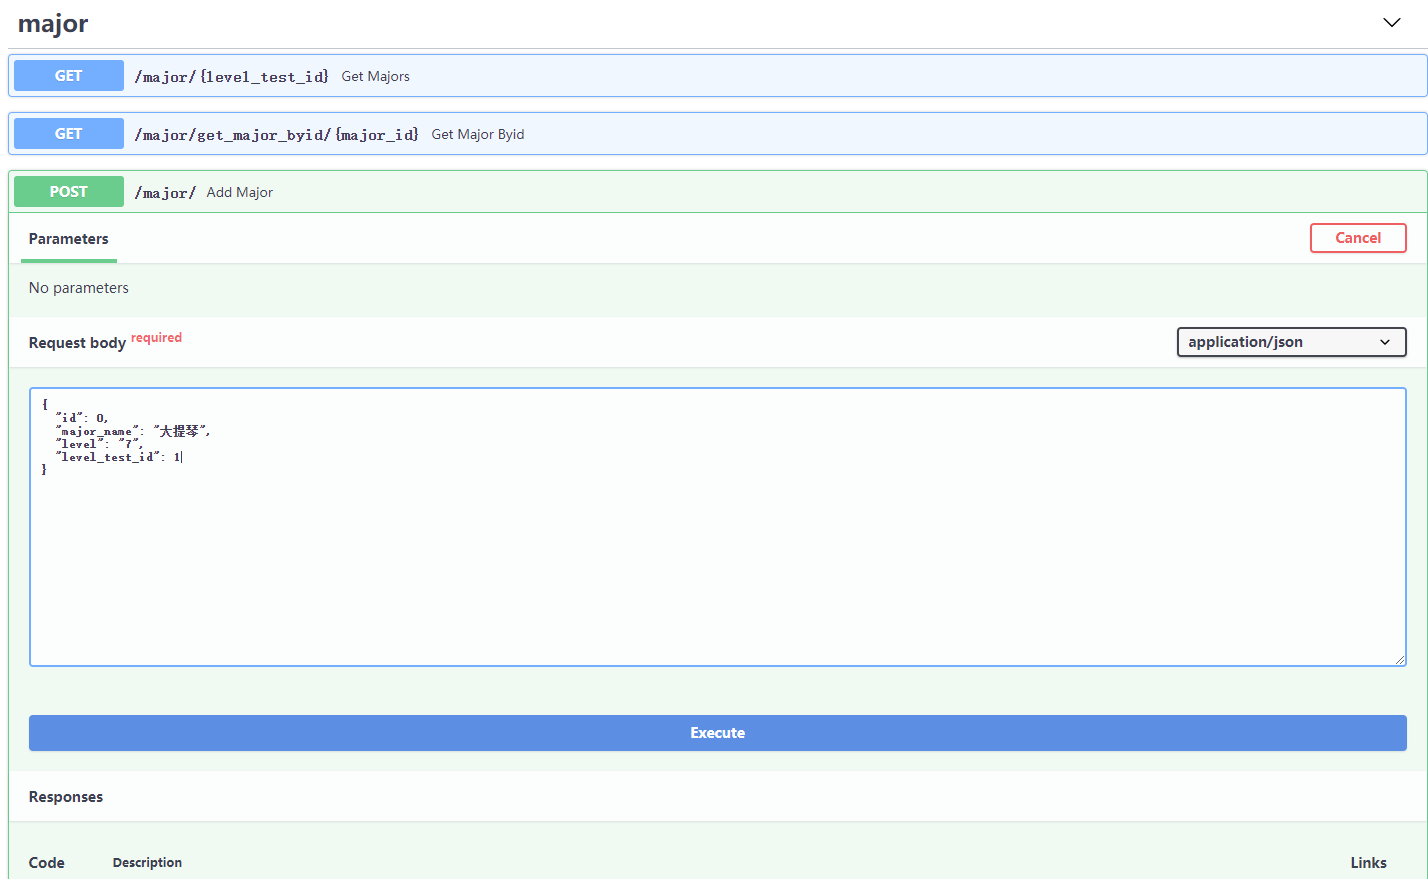 major
GET /major/{level_test_id} Get Majors
GET /major/get_major_byid/{major_id} Get Major Byid
POST /major/ Add Major
Parameters Cancel
No parameters
Request body required application/json
{
"id": 0,
"major_name": "大提琴",
"level": "7",
"level_test_id": 1
}
Execute
Responses
Code Description Links